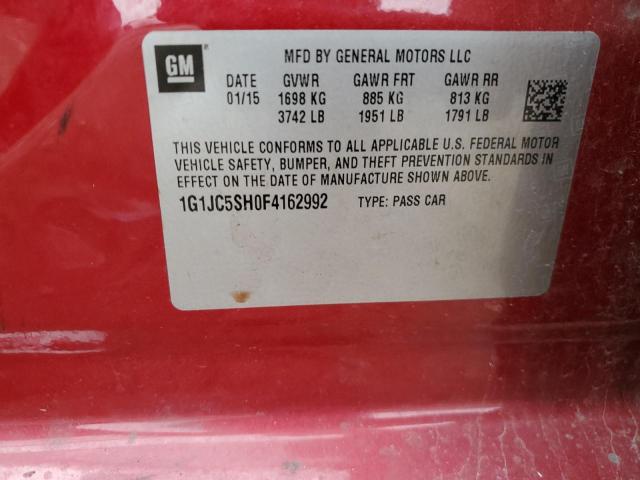 GM ® MFD BY GENERAL MOTORS LLC
DATE GVWR GAWR FRT GAWR RR
01/15 1698 KG 885 KG 813 KG
3742 LB 1951 LB 1791 LB
THIS VEHICLE CONFORMS TO ALL APPLICABLE U.S. FEDERAL MOTOR
VEHICLE SAFETY, BUMPER, AND THEFT PREVENTION STANDARDS IN
EFFECT ON THE DATE OF MANUFACTURE SHOWN ABOVE.
1G1JC5SH0F4162992 TYPE: PASS CAR